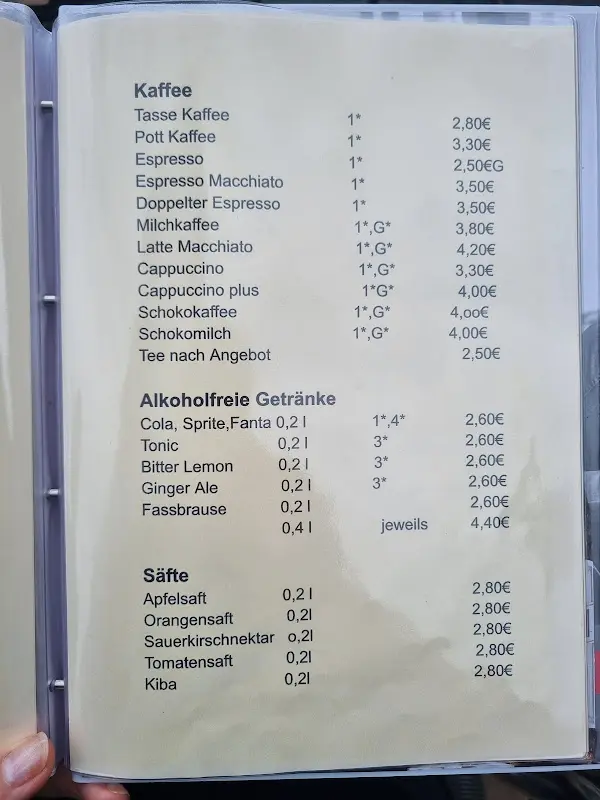 Kaffee
Tasse Kaffee 1* 2,80€
Pott Kaffee 1* 3,30€
Espresso 1* 2,50€G
Espresso Macchiato 1* 3,50€
Doppelter Espresso 1* 3,50€
Milchkaffee 1*,G* 3,80€
Latte Macchiato 1*,G* 4,20€
Cappuccino 1*,G* 3,30€
Cappuccino plus 1*G* 4,00€
Schokokaffee 1*,G* 4,oo€
Schokomilch 1*,G* 4,00€
Tee nach Angebot 2,50€
Alkoholfreie Getränke
Cola, Sprite,Fanta 0,2 l 1*,4* 2,60€
Tonic 0,2 l 3* 2,60€
Bitter Lemon 0,2 l 3* 2,60€
Ginger Ale 0,2 l 3* 2,60€
Fassbrause 0,2 l 2,60€
0,4 l jeweils 4,40€
Säfte
Apfelsaft 0,2 l 2,80€
Orangensaft 0,2l 2,80€
Sauerkirschnektar o,2l 2,80€
Tomatensaft 0,2l 2,80€
Kiba 0,2l 2,80€